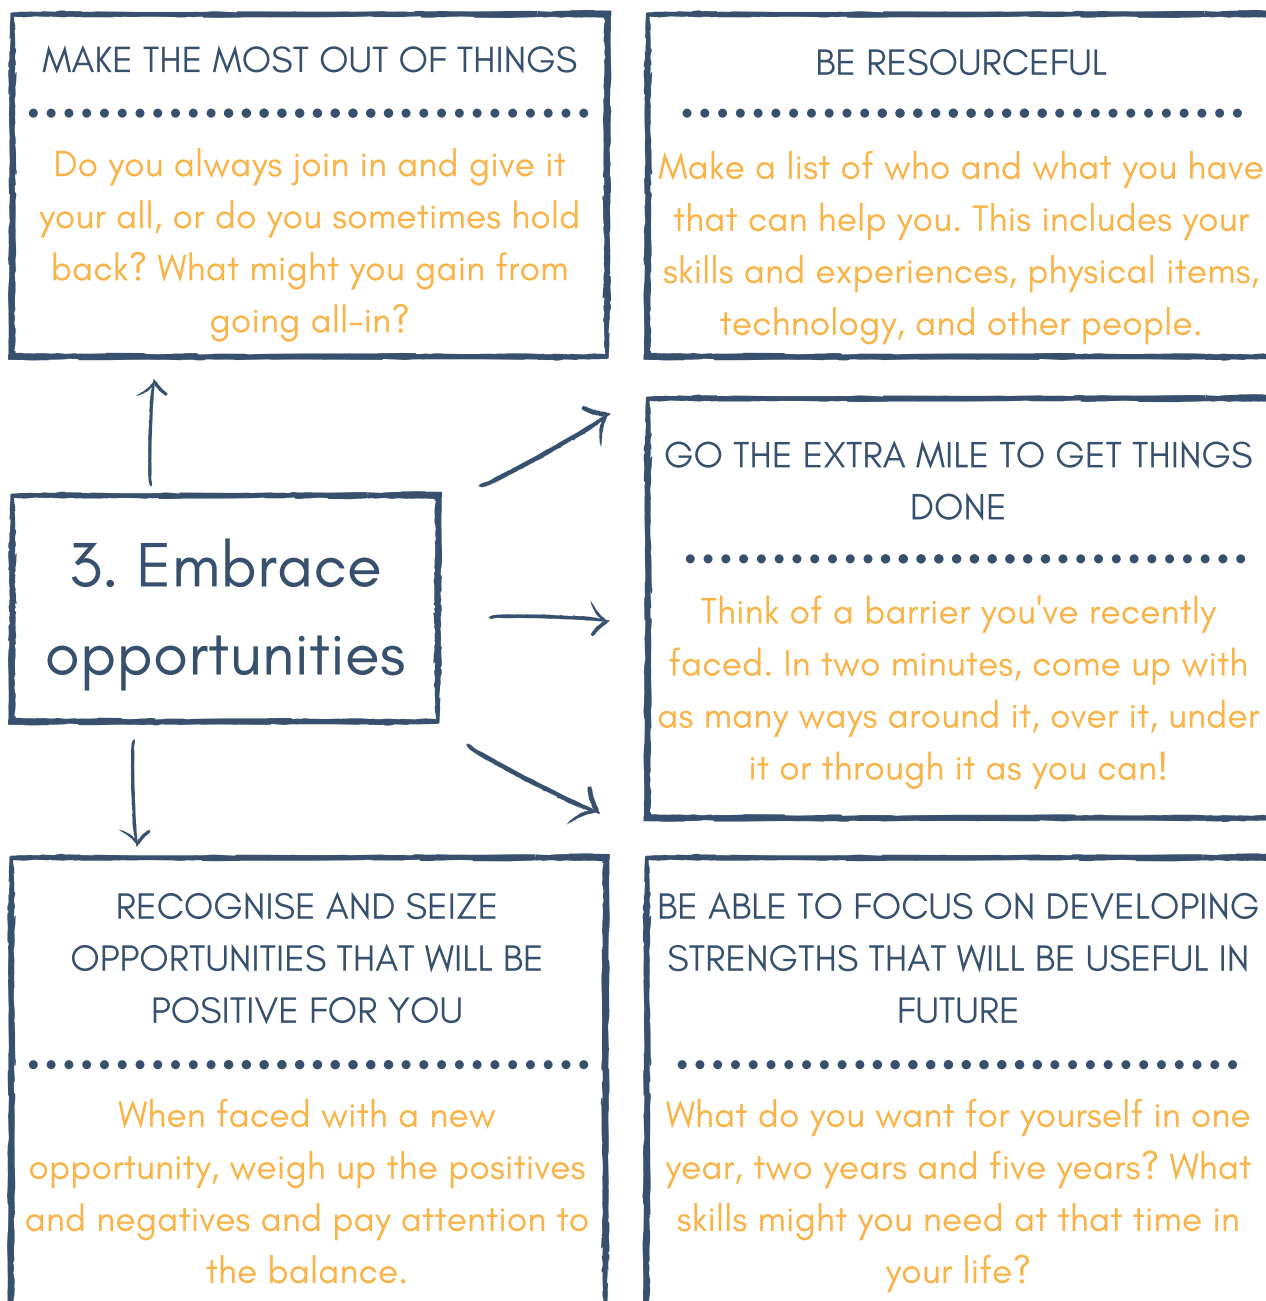 MAKE THE MOST OUT OF THINGS
Do you always join in and give it
your all, or do you sometimes hold
back? What might you gain from
going all-in?
BE RESOURCEFUL
Make a list of who and what you have
that can help you. This includes your
skills and experiences, physical items,
technology, and other people.
3. Embrace
opportunities
GO THE EXTRA MILE TO GET THINGS
DONE
Think of a barrier you've recently
faced. In two minutes, come up with
as many ways around it, over it, under
it or through it as you can!
RECOGNISE AND SEIZE
OPPORTUNITIES THAT WILL BE
POSITIVE FOR YOU
When faced with a new
opportunity, weigh up the positives
and negatives and pay attention to
the balance.
BE ABLE TO FOCUS ON DEVELOPING
STRENGTHS THAT WILL BE USEFUL IN
FUTURE
What do you want for yourself in one
year, two years and five years? What
skills might you need at that time in
your life?